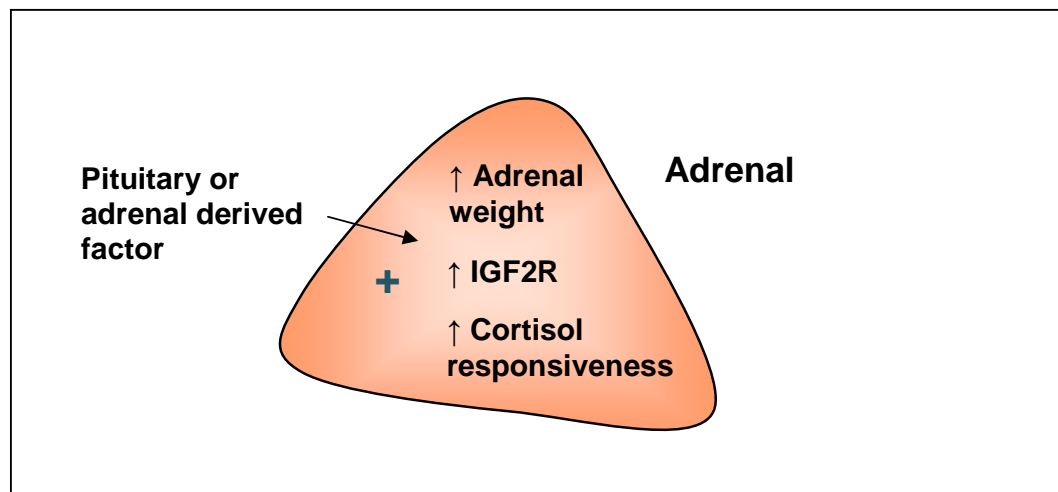 Pituitary or
adrenal derived
factor
↑ Adrenal
weight
Adrenal
+
↑ IGF2R
↑ Cortisol
responsiveness